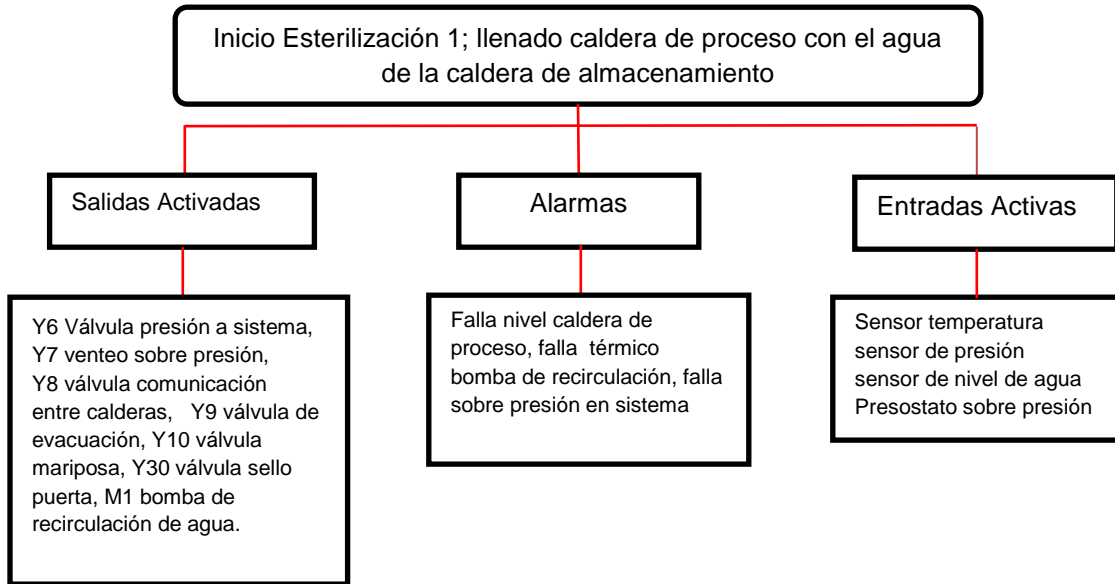 Inicio Esterilización 1; llenado caldera de proceso con el agua
de la caldera de almacenamiento
Salidas Activadas
Alarmas
Entradas Activas
Y6 Válvula presión a sistema,
Y7 venteo sobre presión,
Y8 válvula comunicación
entre calderas, Y9 válvula de
evacuación, Y10 válvula
mariposa, Y30 válvula sello
puerta, M1 bomba de
recirculación de agua.
Falla nivel caldera de
proceso, falla térmico
bomba de recirculación, falla
sobre presión en sistema
Sensor temperatura
sensor de presión
sensor de nivel de agua
Presostato sobre presión